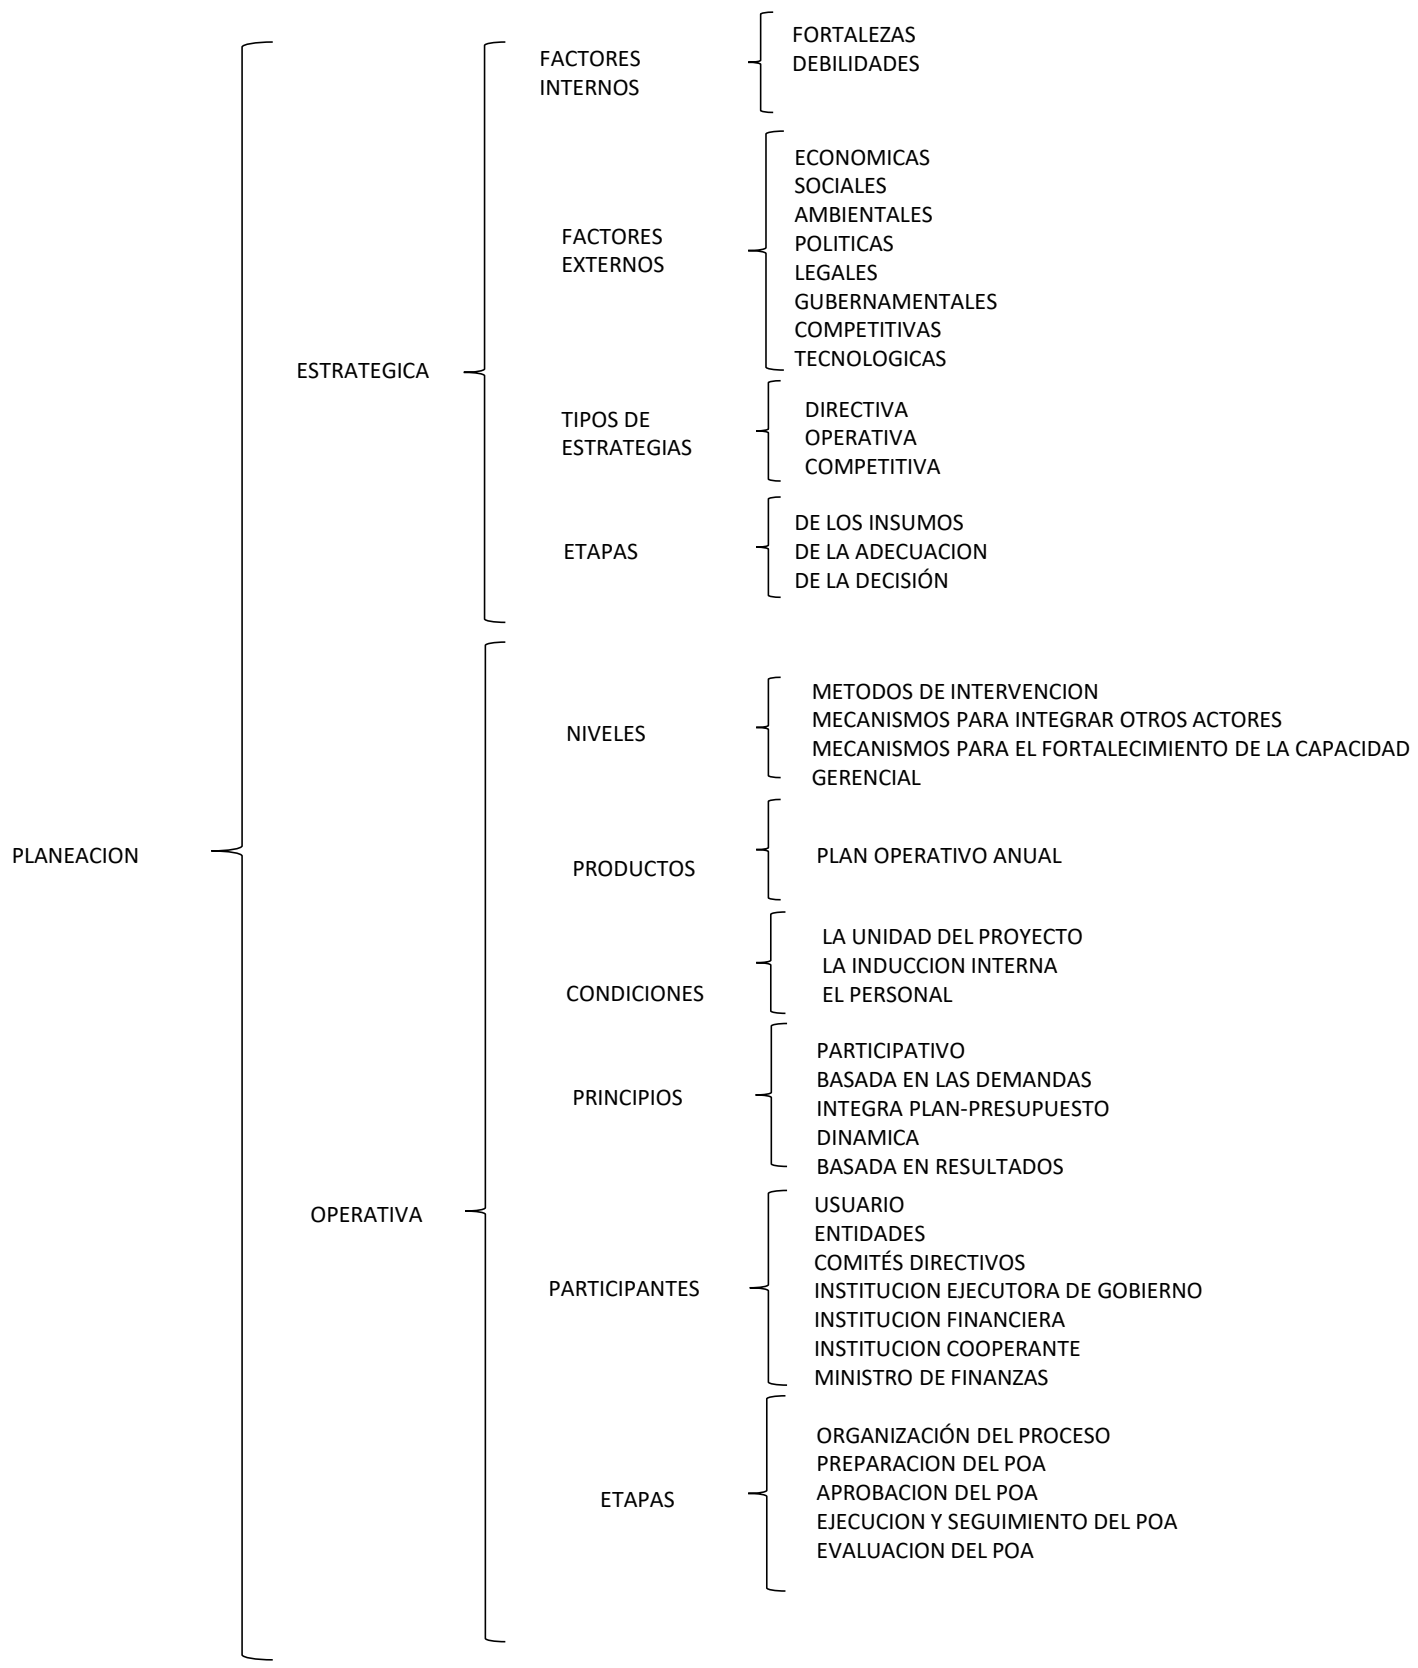 PLANEACION
ESTRATEGICA
FACTORES
INTERNOS
FORTALEZAS
DEBILIDADES
FACTORES
EXTERNOS
ECONOMICAS
SOCIALES
AMBIENTALES
POLITICAS
LEGALES
GUBERNAMENTALES
COMPETITIVAS
TECNOLOGICAS
TIPOS DE
ESTRATEGIAS
DIRECTIVA
OPERATIVA
COMPETITIVA
ETAPAS
DE LOS INSUMOS
DE LA ADECUACION
DE LA DECISIÓN
OPERATIVA
NIVELES
METODOS DE INTERVENCION
MECANISMOS PARA INTEGRAR OTROS ACTORES
MECANISMOS PARA EL FORTALECIMIENTO DE LA CAPACIDAD
GERENCIAL
PRODUCTOS
PLAN OPERATIVO ANUAL
CONDICIONES
LA UNIDAD DEL PROYECTO
LA INDUCCION INTERNA
EL PERSONAL
PRINCIPIOS
PARTICIPATIVO
BASADA EN LAS DEMANDAS
INTEGRA PLAN-PRESUPUESTO
DINAMICA
BASADA EN RESULTADOS
PARTICIPANTES
USUARIO
ENTIDADES
COMITÉS DIRECTIVOS
INSTITUCION EJECUTORA DE GOBIERNO
INSTITUCION FINANCIERA
INSTITUCION COOPERANTE
MINISTRO DE FINANZAS
ETAPAS
ORGANIZACIÓN DEL PROCESO
PREPARACION DEL POA
APROBACION DEL POA
EJECUCION Y SEGUIMIENTO DEL POA
EVALUACION DEL POA